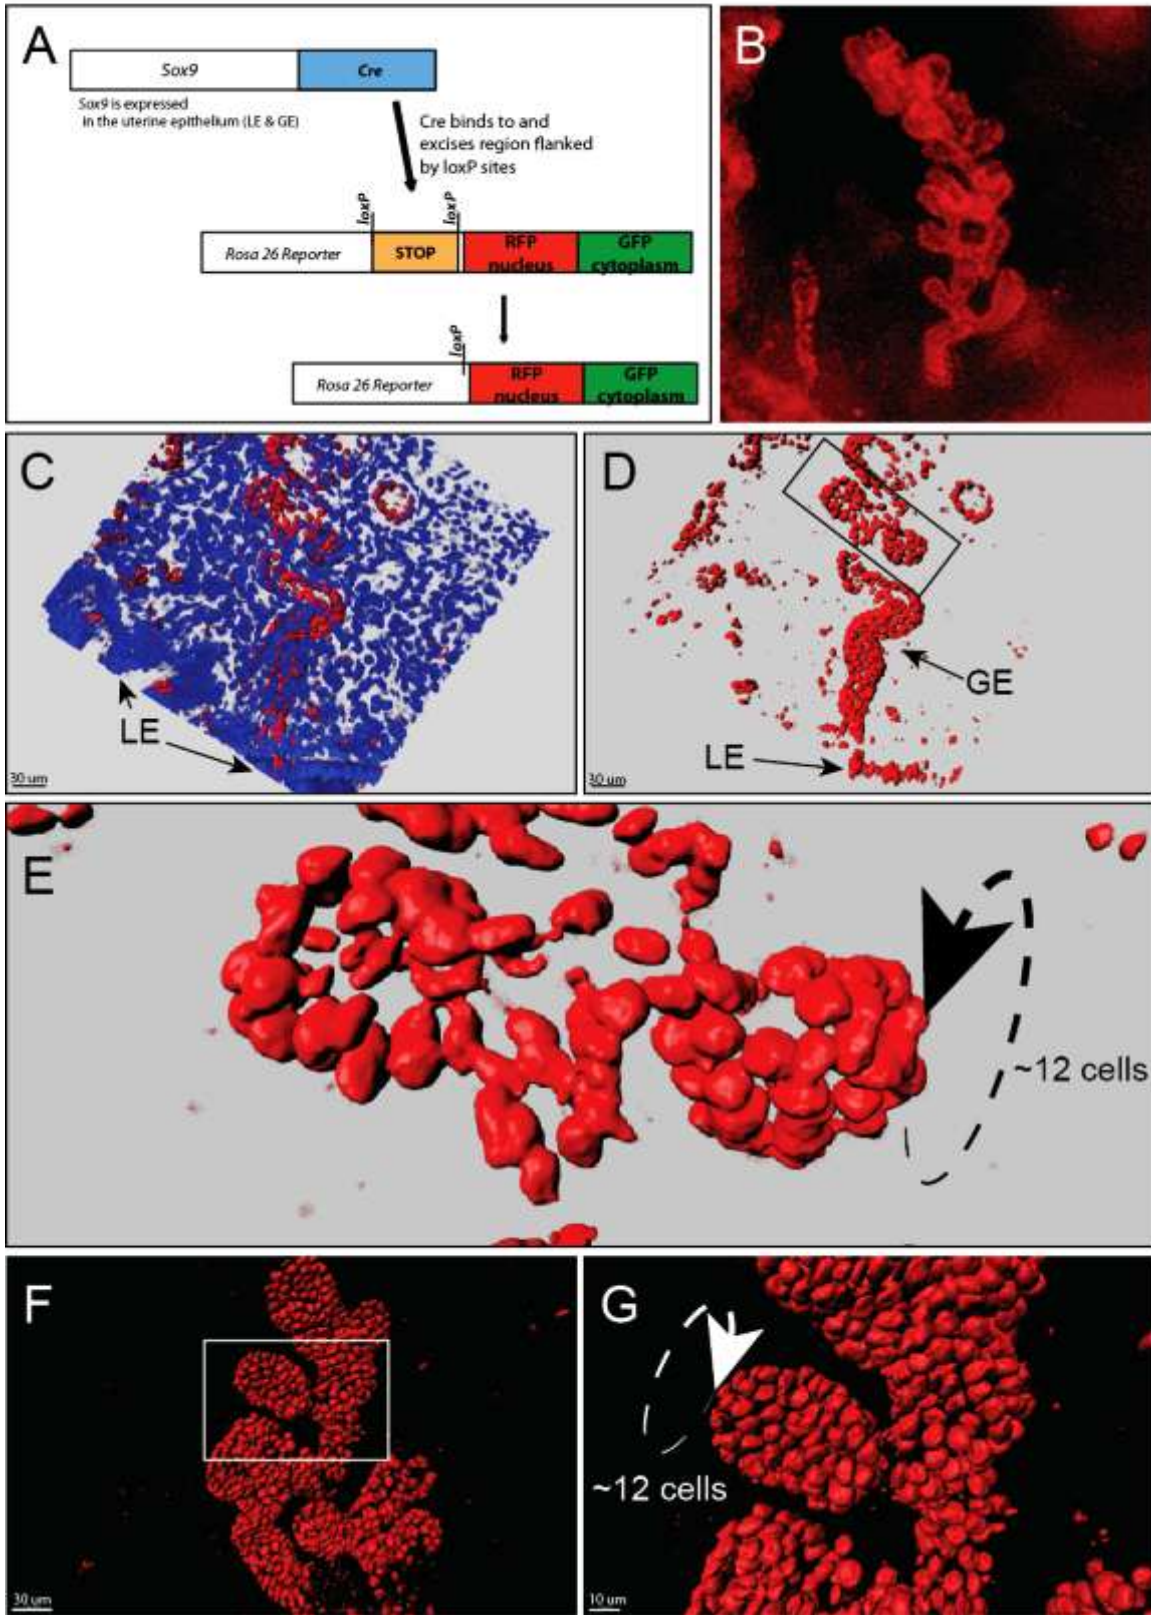 A
Sox9
Cre
Sox9 is expressed
in the uterine epithelium (LE & GE)
Cre binds to and
excises region flanked
by loxP sites
loxP
loxP
Rosa 26 Reporter
STOP
RFP
nucleus
GFP
cytoplasm
loxP
Rosa 26 Reporter
RFP
nucleus
GFP
cytoplasm
B
C
LE
30 um
D
GE
LE
30 um
E
~12 cells
F
30 um
G
~12 cells
10 um